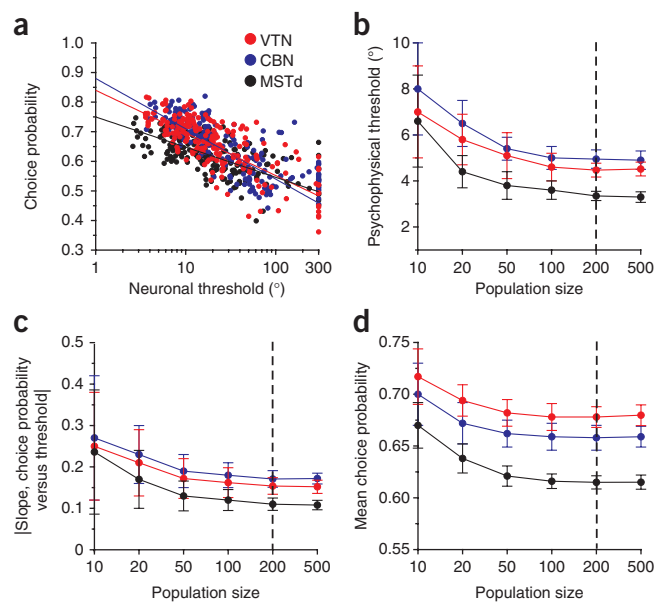 a
VTN
CBN
MSTd
Choice probability
1.0
0.9
0.8
0.7
0.6
0.5
0.4
0.3
1
10
100
300
Neuronal threshold (°)
b
Psychophysical threshold (°)
10
8
6
4
2
10
20
50
100
200
500
Population size
c
|Slope, choice probability
versus threshold|
0.5
0.4
0.3
0.2
0.1
0
10
20
50
100
200
500
Population size
d
Mean choice probability
0.75
0.70
0.65
0.60
0.55
10
20
50
100
200
500
Population size